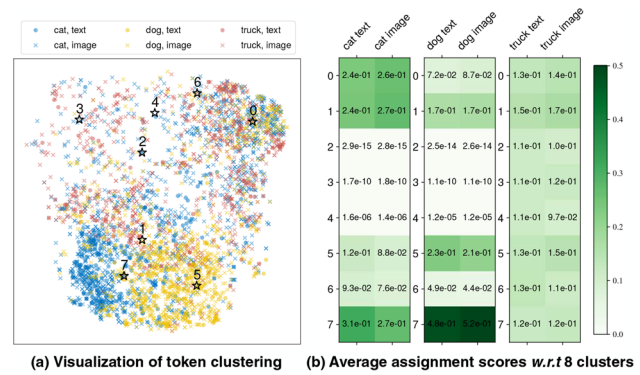 cat, text dog, text truck, text
cat, image dog, image truck, image
6
3 4 0
2
1
7
5
(a) Visualization of token clustering
cat text cat image dog text dog image truck text truck image
0 2.4e-01 2.6e-01 0 7.2e-02 8.7e-02 0 1.3e-01 1.4e-01
1 2.4e-01 2.7e-01 1 1.7e-01 1.7e-01 1 1.5e-01 1.7e-01
2 2.9e-15 2.8e-15 2 2.5e-14 2.6e-14 2 1.1e-01 1.0e-01
3 1.7e-10 1.8e-10 3 1.1e-10 1.1e-10 3 1.1e-01 1.2e-01
4 1.6e-06 1.4e-06 4 1.2e-05 1.2e-05 4 1.1e-01 9.7e-02
5 1.2e-01 8.8e-02 5 2.3e-01 2.1e-01 5 1.3e-01 1.5e-01
6 9.3e-02 7.6e-02 6 4.9e-02 4.4e-02 6 1.3e-01 1.1e-01
7 3.1e-01 2.7e-01 7 4.8e-01 5.2e-01 7 1.2e-01 1.2e-01
0.5
0.4
0.3
0.2
0.1
0.0
(b) Average assignment scores w.r.t 8 clusters